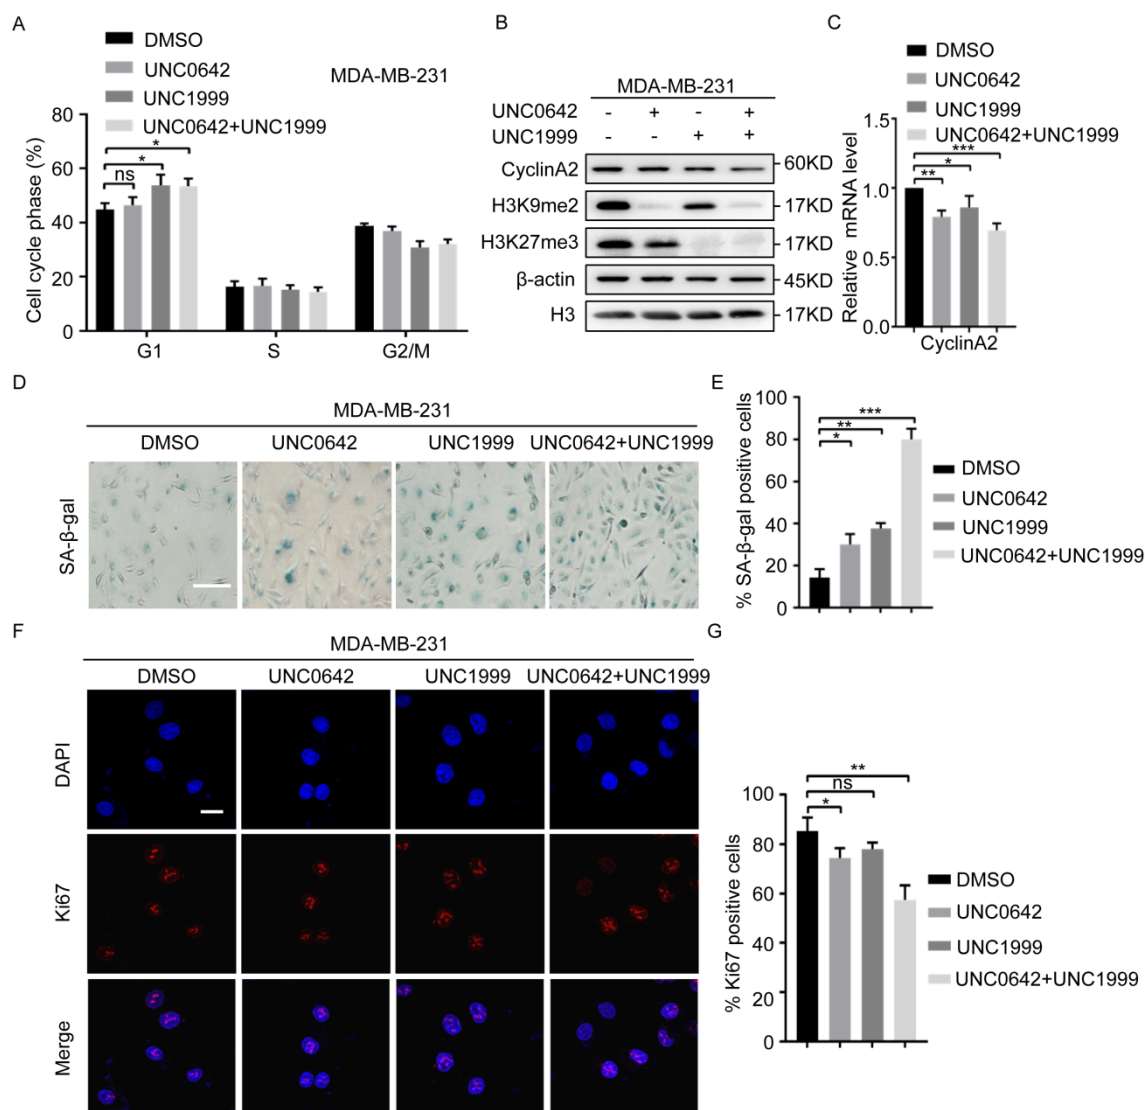 A
DMSO
UNC0642
UNC1999
UNC0642+UNC1999
MDA-MB-231
Cell cycle phase (%)
80
60
40
20
0
ns
*
*
G1
S
G2/M
B
MDA-MB-231
UNC0642 - + - +
UNC1999 - - + +
CyclinA2 60KD
H3K9me2 17KD
H3K27me3 17KD
β-actin 45KD
H3 17KD
C
DMSO
UNC0642
UNC1999
UNC0642+UNC1999
Relative mRNA level
1.5
1.0
0.5
0.0
***
*
**
CyclinA2
D
MDA-MB-231
DMSO UNC0642 UNC1999 UNC0642+UNC1999
SA-β-gal
E
% SA-β-gal positive cells
100
80
60
40
20
0
***
**
*
DMSO
UNC0642
UNC1999
UNC0642+UNC1999
F
MDA-MB-231
DMSO UNC0642 UNC1999 UNC0642+UNC1999
DAPI
Ki67
Merge
G
% Ki67 positive cells
100
80
60
40
20
0
**
ns
*
DMSO
UNC0642
UNC1999
UNC0642+UNC1999